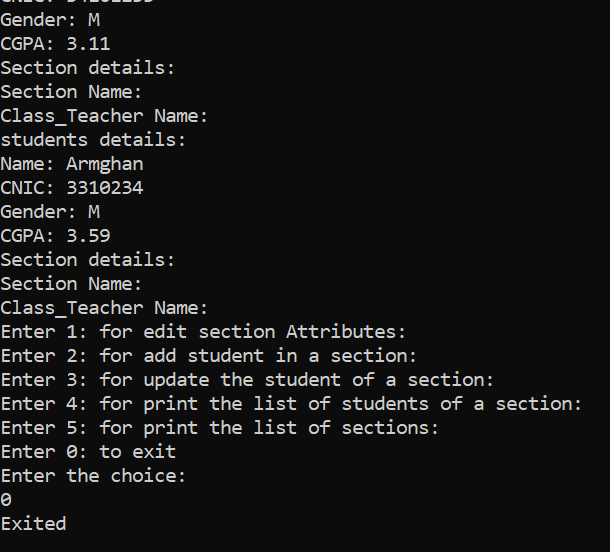 Gender: M
CGPA: 3.11
Section details:
Section Name:
Class_Teacher Name:
students details:
Name: Armghan
CNIC: 3310234
Gender: M
CGPA: 3.59
Section details:
Section Name:
Class_Teacher Name:
Enter 1: for edit section Attributes:
Enter 2: for add student in a section:
Enter 3: for update the student of a section:
Enter 4: for print the list of students of a section:
Enter 5: for print the list of sections:
Enter 0: to exit
Enter the choice:
0
Exited